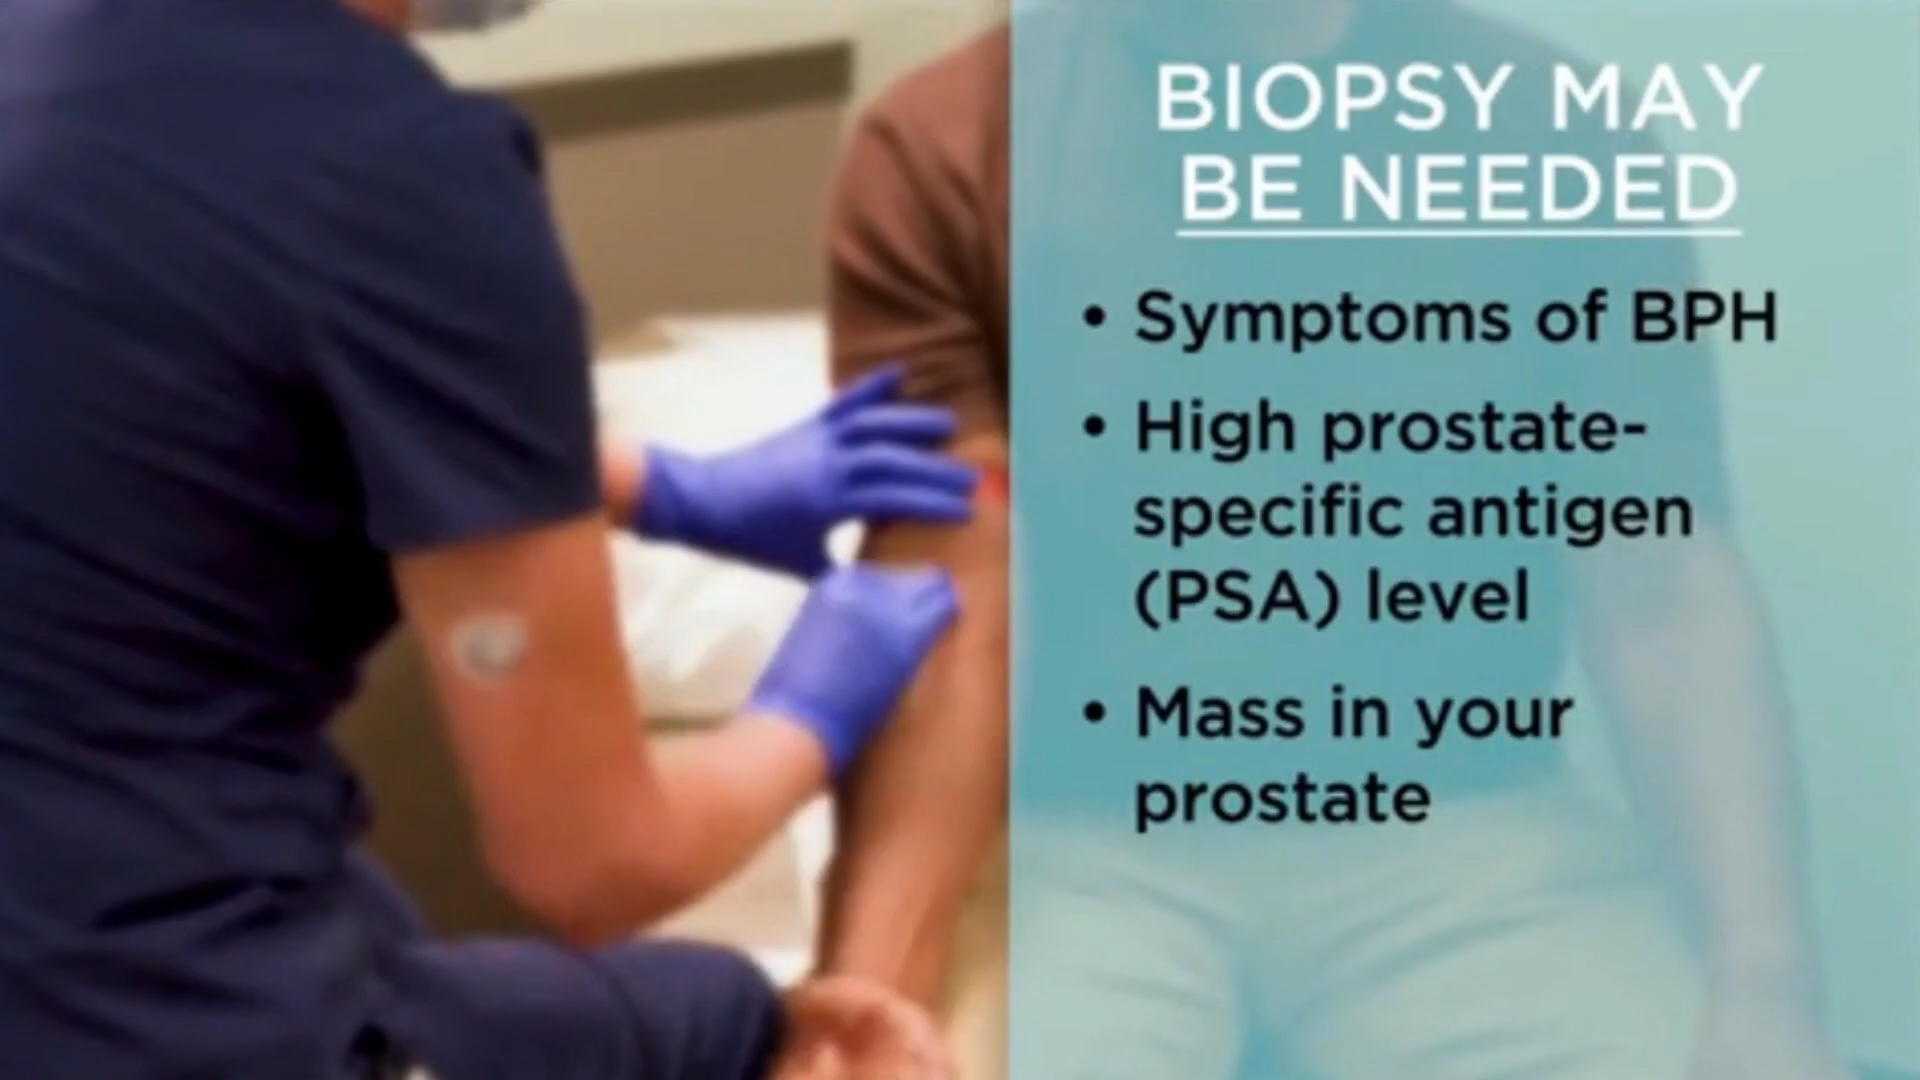 BIOPSY MAY
BE NEEDED
• Symptoms of BPH
• High prostate-
specific antigen
(PSA) level
• Mass in your
prostate